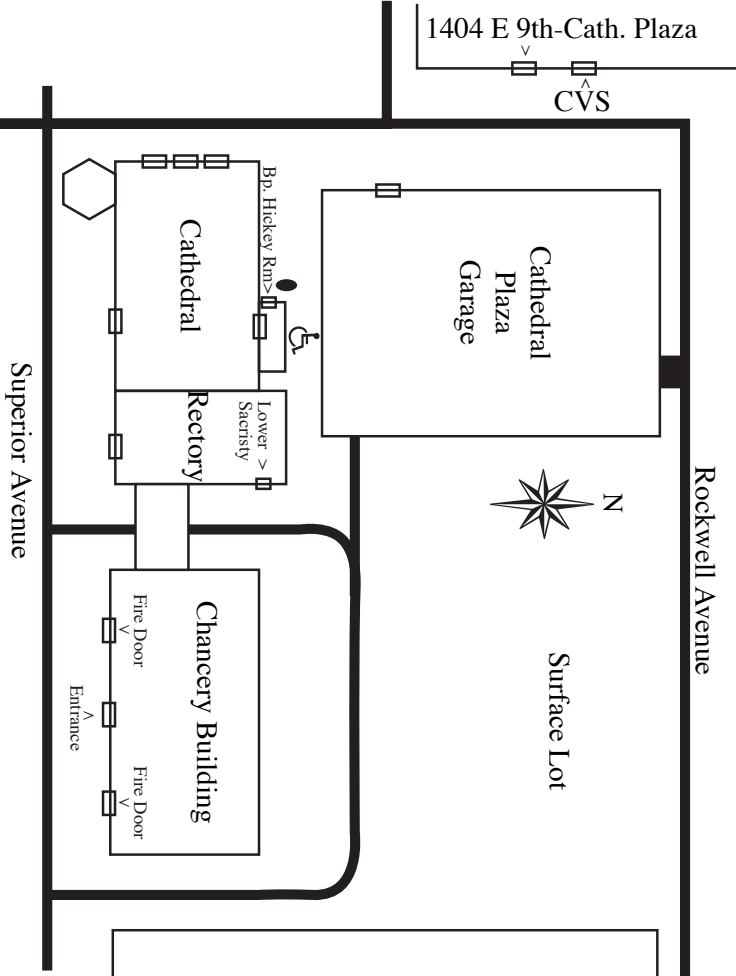 1404 E 9th-Cath. Plaza
˅
^
CVS
Bp. Hickey Rm>
Cathedral
Cathedral
Plaza
Garage
Rectory
Lower >
Sacristy
Superior Avenue
N
Rockwell Avenue
Surface Lot
Chancery Building
Fire Door
˅
^
Entrance
Fire Door
˅